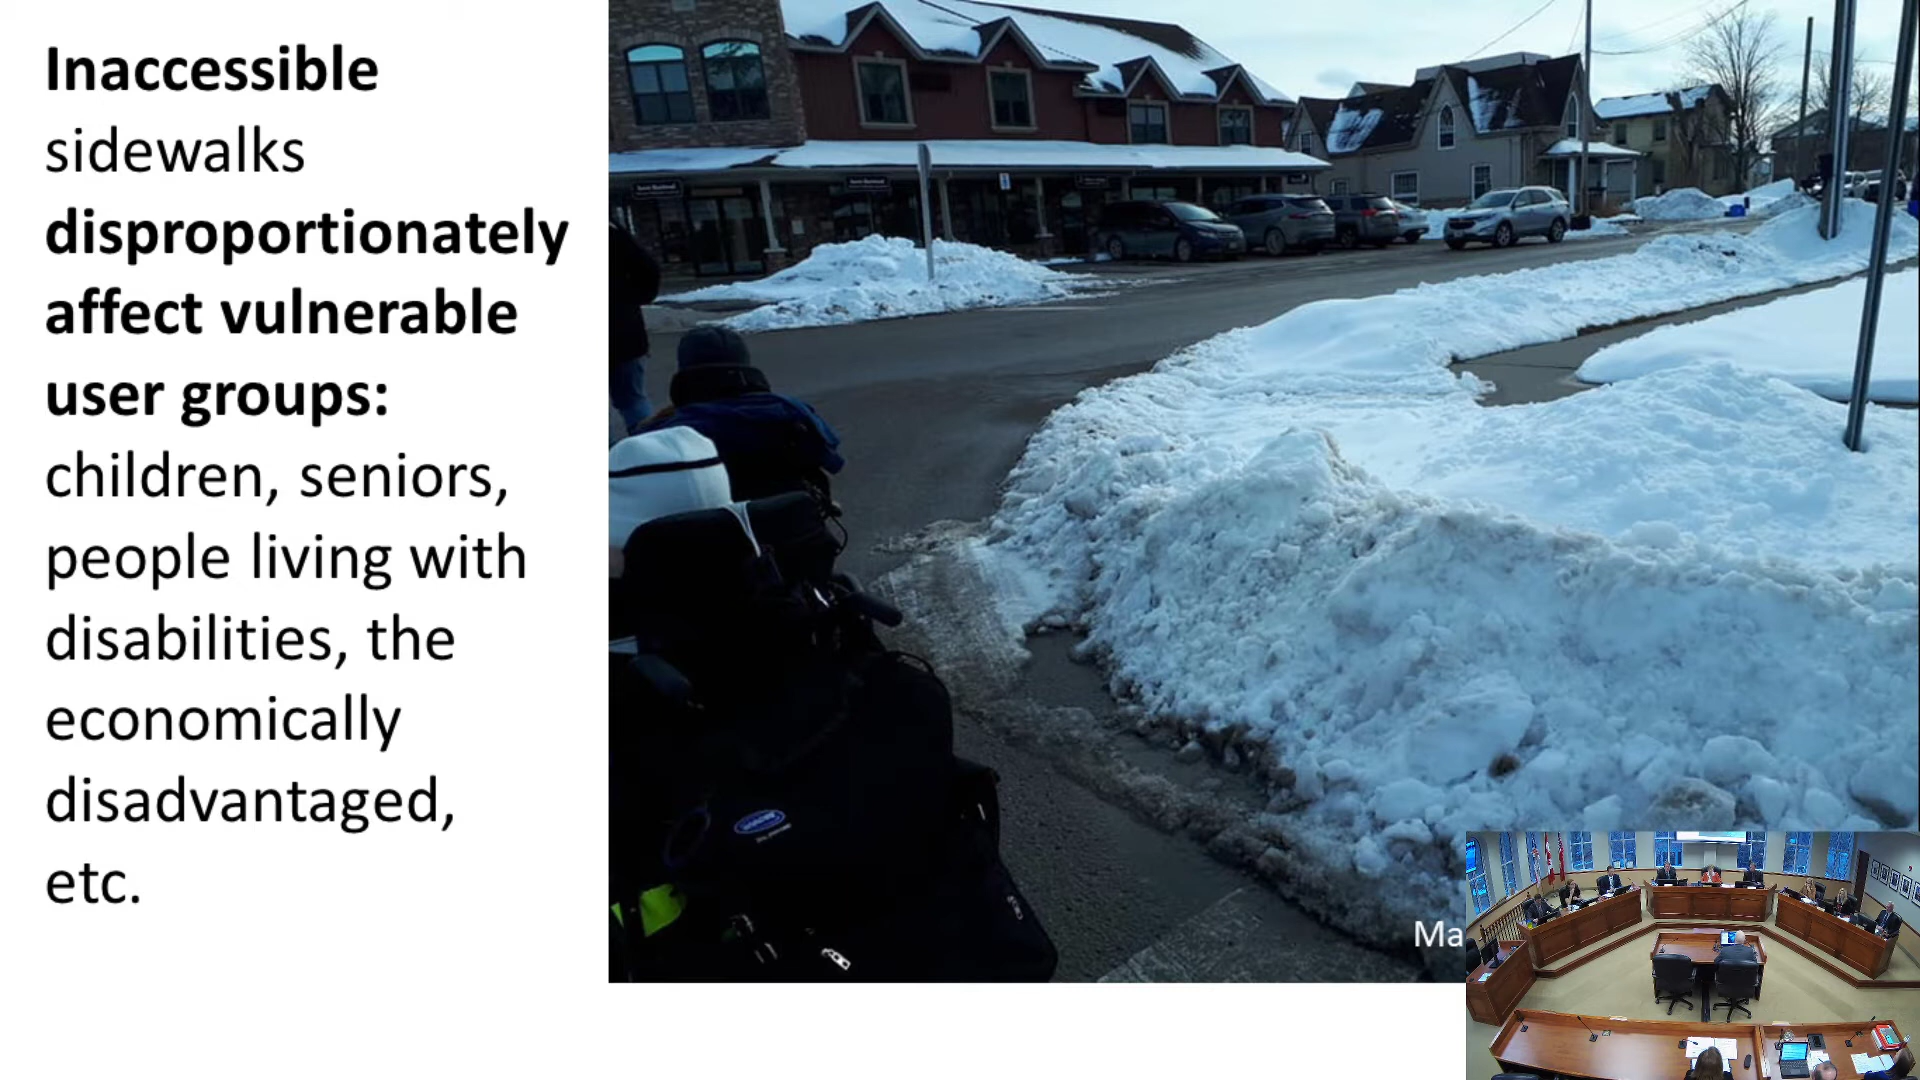 Inaccessible
sidewalks
disproportionately
affect vulnerable
user groups:
children, seniors,
people living with
disabilities, the
economically
disadvantaged,
etc.
Ma